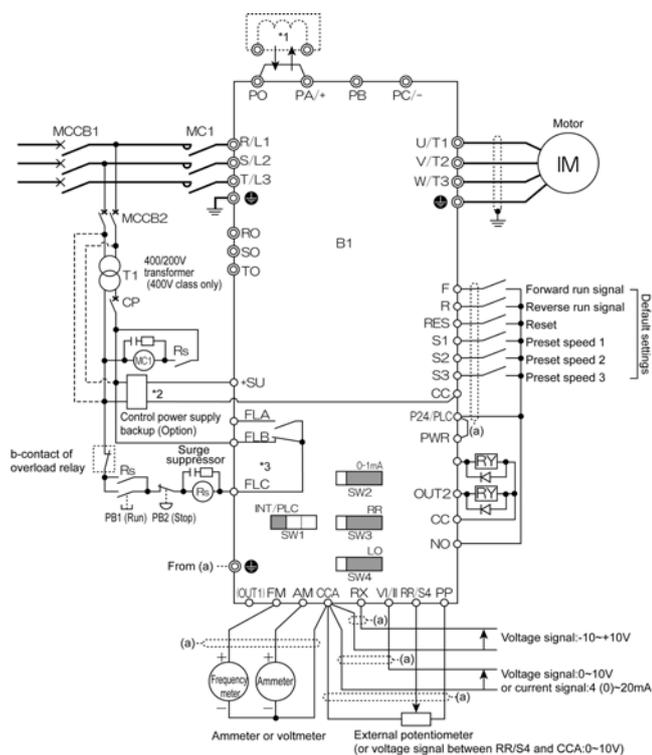 *1
PO PA/+ PB PC/-
MCCB1 MC1
R/L1
S/L2
T/L3
U/T1
V/T2
W/T3
Motor
IM
MCCB2
RO
SO
TO
B1
T1
400/200V
transformer
(400V class only)
CP
MC1 Rs
+SU
*2
Control power supply
backup (Option)
FLA
FLB
FLC
*3
b-contact of
overload relay
Rs
Surge
suppressor
Rs
PB1 (Run) PB2 (Stop)
F Forward run signal
R Reverse run signal
RES Reset
S1 Preset speed 1
S2 Preset speed 2
S3 Preset speed 3
Default settings
CC
P24/PLC
(a)
PWR
RY
OUT2 RY
CC
NO
0-1mA
SW2
INT/PLC
SW1
RR
SW3
LO
SW4
From (a)
(OUT1) FM AM CCA RX VI/II RR/S4 PP
(a)
(a)
Voltage signal:-10~+10V
(a)
Voltage signal:0~10V
or current signal:4 (0)~20mA
(a)
+ +
Frequency
meter
Ammeter
- -
Ammeter or voltmeter
External potentiometer
(or voltage signal between RR/S4 and CCA:0~10V)